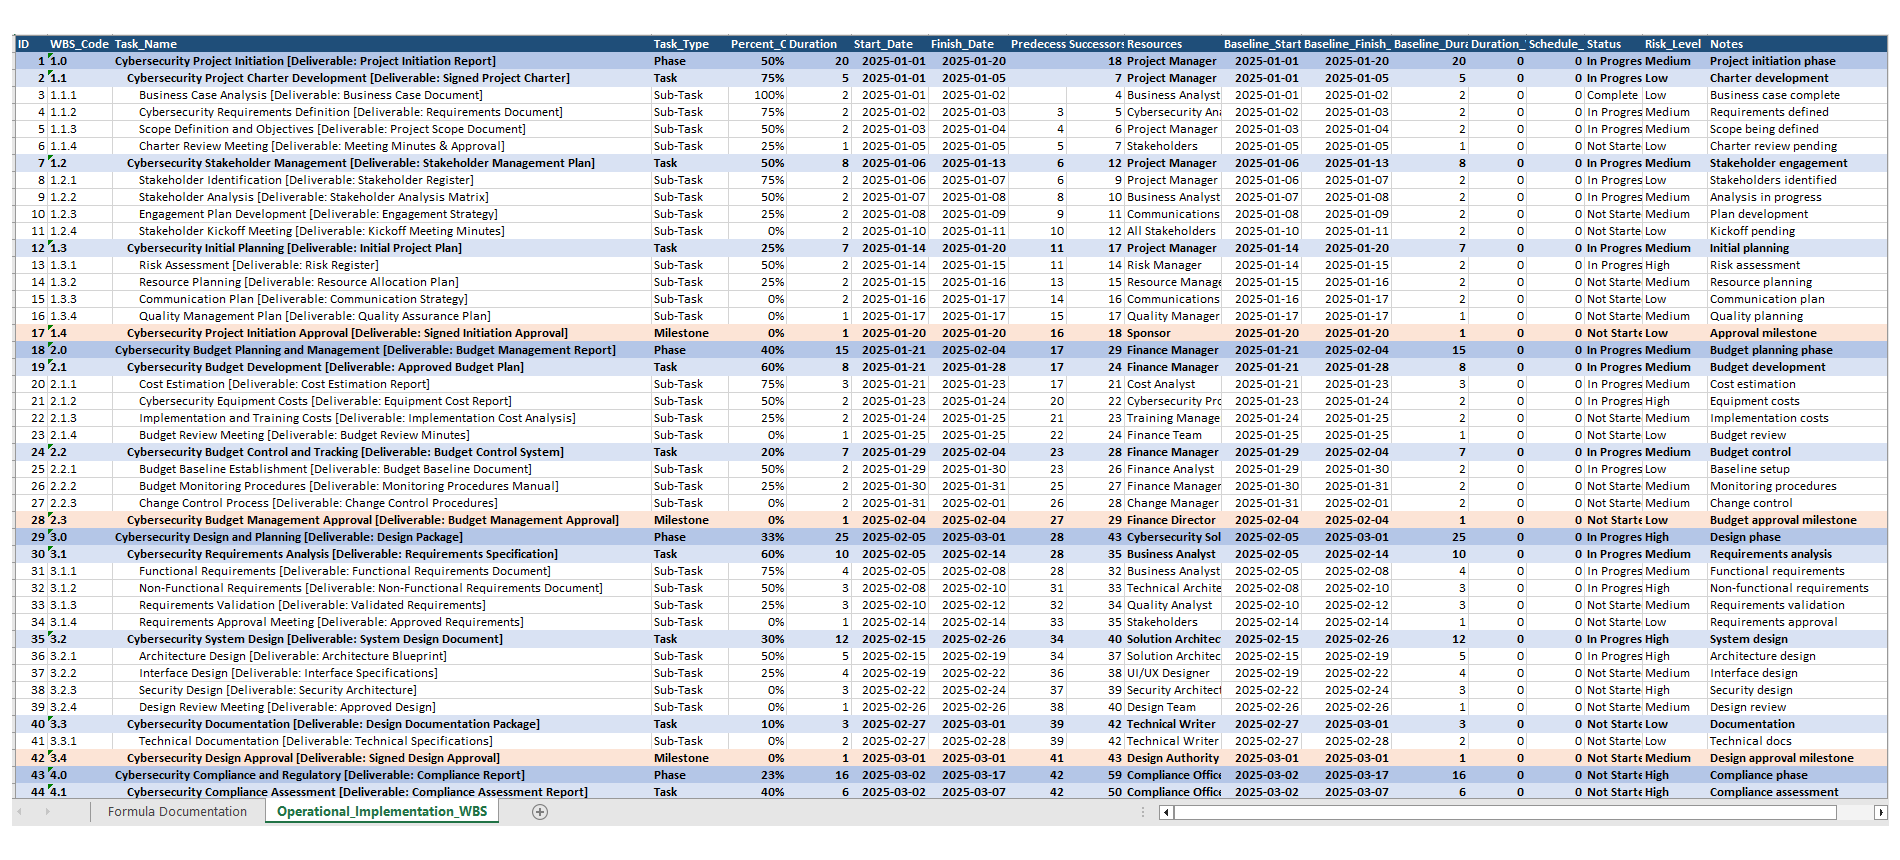 ID WBS_Code Task_Name Task_Type Percent_C Duration Start_Date Finish_Date Predecess Successors Resources Baseline_Start Baseline_Finish_ Baseline_Dura Duration_ Schedule_ Status Risk_Level Notes
1 1.0 Cybersecurity Project Initiation [Deliverable: Project Initiation Report] Phase 50% 20 2025-01-01 2025-01-20 18 Project Manager 2025-01-01 2025-01-20 20 0 0 In Progres Medium Project initiation phase
2 1.1 Cybersecurity Project Charter Development [Deliverable: Signed Project Charter] Task 75% 5 2025-01-01 2025-01-05 7 Project Manager 2025-01-01 2025-01-05 5 0 0 In Progres Low Charter development
3 1.1.1 Business Case Analysis [Deliverable: Business Case Document] Sub-Task 100% 2 2025-01-01 2025-01-02 4 Business Analyst 2025-01-01 2025-01-02 2 0 0 Complete Low Business case complete
4 1.1.2 Cybersecurity Requirements Definition [Deliverable: Requirements Document] Sub-Task 75% 2 2025-01-02 2025-01-03 3 5 Cybersecurity An 2025-01-02 2025-01-03 2 0 0 In Progres Medium Requirements defined
5 1.1.3 Scope Definition and Objectives [Deliverable: Project Scope Document] Sub-Task 50% 2 2025-01-03 2025-01-04 4 6 Project Manager 2025-01-03 2025-01-04 2 0 0 In Progres Medium Scope being defined
6 1.1.4 Charter Review Meeting [Deliverable: Meeting Minutes & Approval] Sub-Task 25% 1 2025-01-05 2025-01-05 5 7 Stakeholders 2025-01-05 2025-01-05 1 0 0 Not Starte Low Charter review pending
7 1.2 Cybersecurity Stakeholder Management [Deliverable: Stakeholder Management Plan] Task 50% 8 2025-01-06 2025-01-13 6 12 Project Manager 2025-01-06 2025-01-13 8 0 0 In Progres Medium Stakeholder engagement
8 1.2.1 Stakeholder Identification [Deliverable: Stakeholder Register] Sub-Task 75% 2 2025-01-06 2025-01-07 6 9 Project Manager 2025-01-06 2025-01-07 2 0 0 In Progres Low Stakeholders identified
9 1.2.2 Stakeholder Analysis [Deliverable: Stakeholder Analysis Matrix] Sub-Task 50% 2 2025-01-07 2025-01-08 8 10 Business Analyst 2025-01-07 2025-01-08 2 0 0 In Progres Medium Analysis in progress
10 1.2.3 Engagement Plan Development [Deliverable: Engagement Strategy] Sub-Task 25% 2 2025-01-08 2025-01-09 9 11 Communications 2025-01-08 2025-01-09 2 0 0 Not Starte Medium Plan development
11 1.2.4 Stakeholder Kickoff Meeting [Deliverable: Kickoff Meeting Minutes] Sub-Task 0% 2 2025-01-10 2025-01-11 10 12 All Stakeholders 2025-01-10 2025-01-11 2 0 0 Not Starte Low Kickoff pending
12 1.3 Cybersecurity Initial Planning [Deliverable: Initial Project Plan] Task 25% 7 2025-01-14 2025-01-20 11 17 Project Manager 2025-01-14 2025-01-20 7 0 0 In Progres Medium Initial planning
13 1.3.1 Risk Assessment [Deliverable: Risk Register] Sub-Task 50% 2 2025-01-14 2025-01-15 11 14 Risk Manager 2025-01-14 2025-01-15 2 0 0 In Progres High Risk assessment
14 1.3.2 Resource Planning [Deliverable: Resource Allocation Plan] Sub-Task 25% 2 2025-01-15 2025-01-16 13 15 Resource Manage 2025-01-15 2025-01-16 2 0 0 Not Starte Medium Resource planning
15 1.3.3 Communication Plan [Deliverable: Communication Strategy] Sub-Task 0% 2 2025-01-16 2025-01-17 14 16 Communications 2025-01-16 2025-01-17 2 0 0 Not Starte Low Communication plan
16 1.3.4 Quality Management Plan [Deliverable: Quality Assurance Plan] Sub-Task 0% 2 2025-01-17 2025-01-17 15 17 Quality Manager 2025-01-17 2025-01-17 1 0 0 Not Starte Medium Quality planning
17 1.4 Cybersecurity Project Initiation Approval [Deliverable: Signed Initiation Approval] Milestone 0% 1 2025-01-20 2025-01-20 16 18 Sponsor 2025-01-20 2025-01-20 1 0 0 Not Starte Low Approval milestone
18 2.0 Cybersecurity Budget Planning and Management [Deliverable: Budget Management Report] Phase 40% 15 2025-01-21 2025-02-04 17 29 Finance Manager 2025-01-21 2025-02-04 15 0 0 In Progres Medium Budget planning phase
19 2.1 Cybersecurity Budget Development [Deliverable: Approved Budget Plan] Task 60% 8 2025-01-21 2025-01-28 17 24 Finance Manager 2025-01-21 2025-01-28 8 0 0 In Progres Medium Budget development
20 2.1.1 Cost Estimation [Deliverable: Cost Estimation Report] Sub-Task 75% 3 2025-01-21 2025-01-23 17 21 Cost Analyst 2025-01-21 2025-01-23 3 0 0 In Progres Medium Cost estimation
21 2.1.2 Cybersecurity Equipment Costs [Deliverable: Equipment Cost Report] Sub-Task 50% 2 2025-01-23 2025-01-24 20 22 Cybersecurity Pro 2025-01-23 2025-01-24 2 0 0 In Progres High Equipment costs
22 2.1.3 Implementation and Training Costs [Deliverable: Implementation Cost Analysis] Sub-Task 25% 2 2025-01-24 2025-01-25 21 23 Training Manage 2025-01-24 2025-01-25 2 0 0 Not Starte Medium Implementation costs
23 2.1.4 Budget Review Meeting [Deliverable: Budget Review Minutes] Sub-Task 0% 1 2025-01-25 2025-01-25 22 24 Finance Team 2025-01-25 2025-01-25 1 0 0 Not Starte Low Budget review
24 2.2 Cybersecurity Budget Control and Tracking [Deliverable: Budget Control System] Task 20% 7 2025-01-29 2025-02-04 23 28 Finance Manager 2025-01-29 2025-02-04 7 0 0 In Progres Medium Budget control
25 2.2.1 Budget Baseline Establishment [Deliverable: Budget Baseline Document] Sub-Task 50% 2 2025-01-29 2025-01-30 23 26 Finance Analyst 2025-01-29 2025-01-30 2 0 0 In Progres Low Baseline setup
26 2.2.2 Budget Monitoring Procedures [Deliverable: Monitoring Procedures Manual] Sub-Task 25% 2 2025-01-30 2025-01-31 25 27 Finance Manager 2025-01-30 2025-01-31 2 0 0 Not Starte Medium Monitoring procedures
27 2.2.3 Change Control Process [Deliverable: Change Control Procedures] Sub-Task 0% 2 2025-01-31 2025-02-01 26 28 Change Manager 2025-01-31 2025-02-01 2 0 0 Not Starte Medium Change control
28 2.3 Cybersecurity Budget Management Approval [Deliverable: Budget Management Approval] Milestone 0% 1 2025-02-04 2025-02-04 27 29 Finance Director 2025-02-04 2025-02-04 1 0 0 Not Starte Low Budget approval milestone
29 3.0 Cybersecurity Design and Planning [Deliverable: Design Package] Phase 33% 25 2025-02-05 2025-03-01 28 43 Cybersecurity Sol 2025-02-05 2025-03-01 25 0 0 In Progres High Design phase
30 3.1 Cybersecurity Requirements Analysis [Deliverable: Requirements Specification] Task 60% 10 2025-02-05 2025-02-14 28 35 Business Analyst 2025-02-05 2025-02-14 10 0 0 In Progres Medium Requirements analysis
31 3.1.1 Functional Requirements [Deliverable: Functional Requirements Document] Sub-Task 75% 4 2025-02-05 2025-02-08 28 32 Business Analyst 2025-02-05 2025-02-08 4 0 0 In Progres Medium Functional requirements
32 3.1.2 Non-Functional Requirements [Deliverable: Non-Functional Requirements Document] Sub-Task 50% 3 2025-02-08 2025-02-10 31 33 Technical Archite 2025-02-08 2025-02-10 3 0 0 In Progres High Non-functional requirements
33 3.1.3 Requirements Validation [Deliverable: Validated Requirements] Sub-Task 25% 3 2025-02-10 2025-02-12 32 34 Quality Analyst 2025-02-10 2025-02-12 3 0 0 Not Starte Medium Requirements validation
34 3.1.4 Requirements Approval Meeting [Deliverable: Approved Requirements] Sub-Task 0% 1 2025-02-14 2025-02-14 33 35 Stakeholders 2025-02-14 2025-02-14 1 0 0 Not Starte Low Requirements approval
35 3.2 Cybersecurity System Design [Deliverable: System Design Document] Task 30% 12 2025-02-15 2025-02-26 34 40 Solution Architec 2025-02-15 2025-02-26 12 0 0 In Progres High System design
36 3.2.1 Architecture Design [Deliverable: Architecture Blueprint] Sub-Task 50% 5 2025-02-15 2025-02-19 34 37 Solution Architec 2025-02-15 2025-02-19 5 0 0 In Progres High Architecture design
37 3.2.2 Interface Design [Deliverable: Interface Specifications] Sub-Task 25% 4 2025-02-19 2025-02-22 36 38 UI/UX Designer 2025-02-19 2025-02-22 4 0 0 Not Starte Medium Interface design
38 3.2.3 Security Design [Deliverable: Security Architecture] Sub-Task 0% 3 2025-02-22 2025-02-24 37 39 Security Architect 2025-02-22 2025-02-24 3 0 0 Not Starte High Security design
39 3.2.4 Design Review Meeting [Deliverable: Approved Design] Sub-Task 0% 1 2025-02-26 2025-02-26 38 40 Design Team 2025-02-26 2025-02-26 1 0 0 Not Starte Medium Design review
40 3.3 Cybersecurity Documentation [Deliverable: Design Documentation Package] Task 10% 3 2025-02-27 2025-03-01 39 42 Technical Writer 2025-02-27 2025-03-01 3 0 0 Not Starte Low Documentation
41 3.3.1 Technical Documentation [Deliverable: Technical Specifications] Sub-Task 0% 2 2025-02-27 2025-02-28 39 42 Technical Writer 2025-02-27 2025-02-28 2 0 0 Not Starte Low Technical docs
42 3.4 Cybersecurity Design Approval [Deliverable: Signed Design Approval] Milestone 0% 1 2025-03-01 2025-03-01 41 43 Design Authority 2025-03-01 2025-03-01 1 0 0 Not Starte Medium Design approval milestone
43 4.0 Cybersecurity Compliance and Regulatory [Deliverable: Compliance Report] Phase 23% 16 2025-03-02 2025-03-17 42 59 Compliance Office 2025-03-02 2025-03-17 16 0 0 Not Starte High Compliance phase
44 4.1 Cybersecurity Compliance Assessment [Deliverable: Compliance Assessment Report] Task 40% 6 2025-03-02 2025-03-07 42 50 Compliance Office 2025-03-02 2025-03-07 6 0 0 Not Starte High Compliance assessment
Formula Documentation Operational_Implementation_WBS